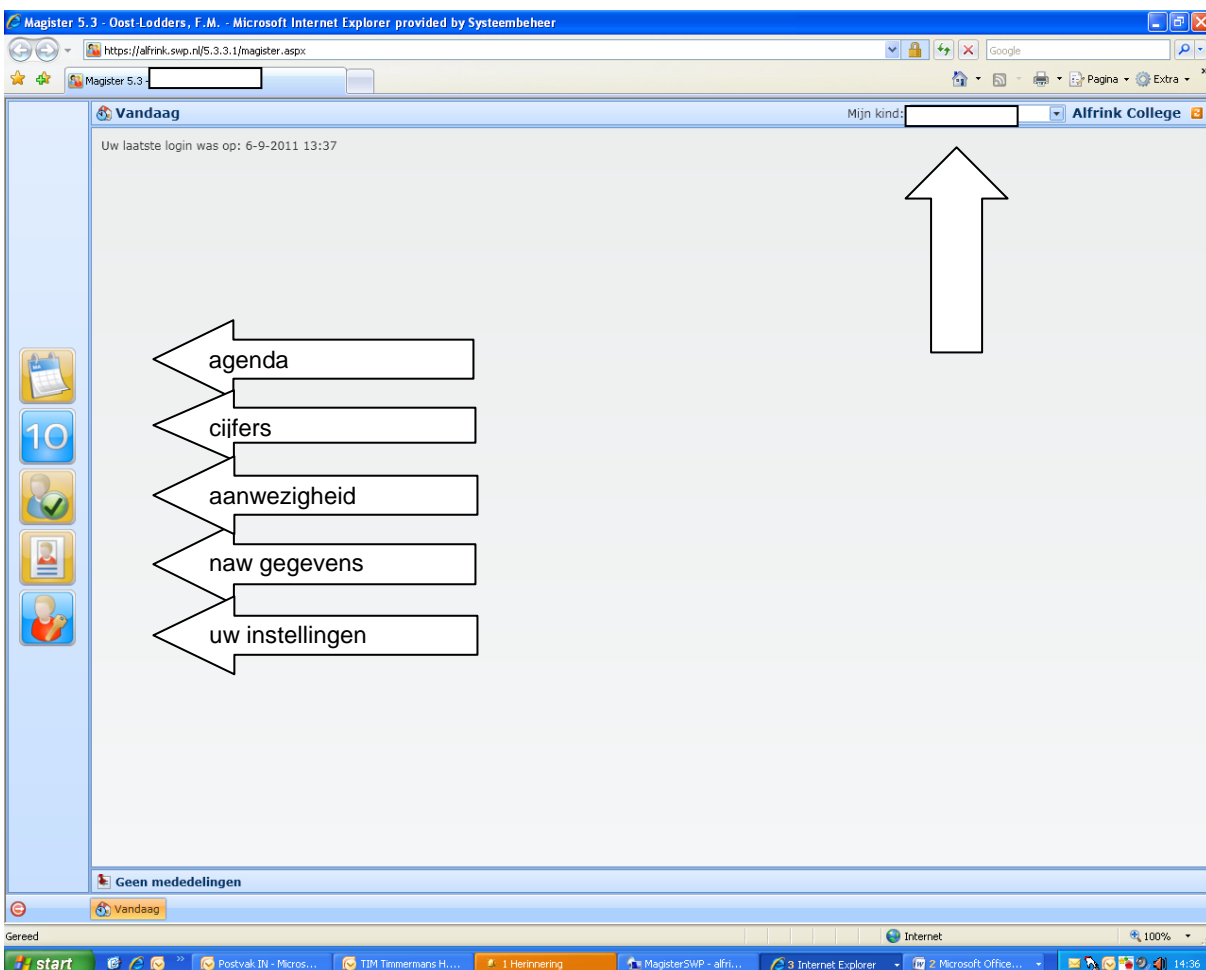 Magister 5.3 - Oost-Lodders, F.M. - Microsoft Internet Explorer provided by Systeembeheer
https://alfrink.swp.nl/5.3.3.1/magister.aspx
Google
Magister 5.3 -
Pagina
Extra
Vandaag
Mijn kind:
Alfrink College
Uw laatste login was op: 6-9-2011 13:37
agenda
cijfers
10
aanwezigheid
naw gegevens
uw instellingen
Geen mededelingen
Vandaag
Gereed
Internet
100%
start
Postvak IN - Micros...
TIM Timmermans H....
1 Herinnering
MagisterSWP - alfri...
3 Internet Explorer
2 Microsoft Office...
14:36